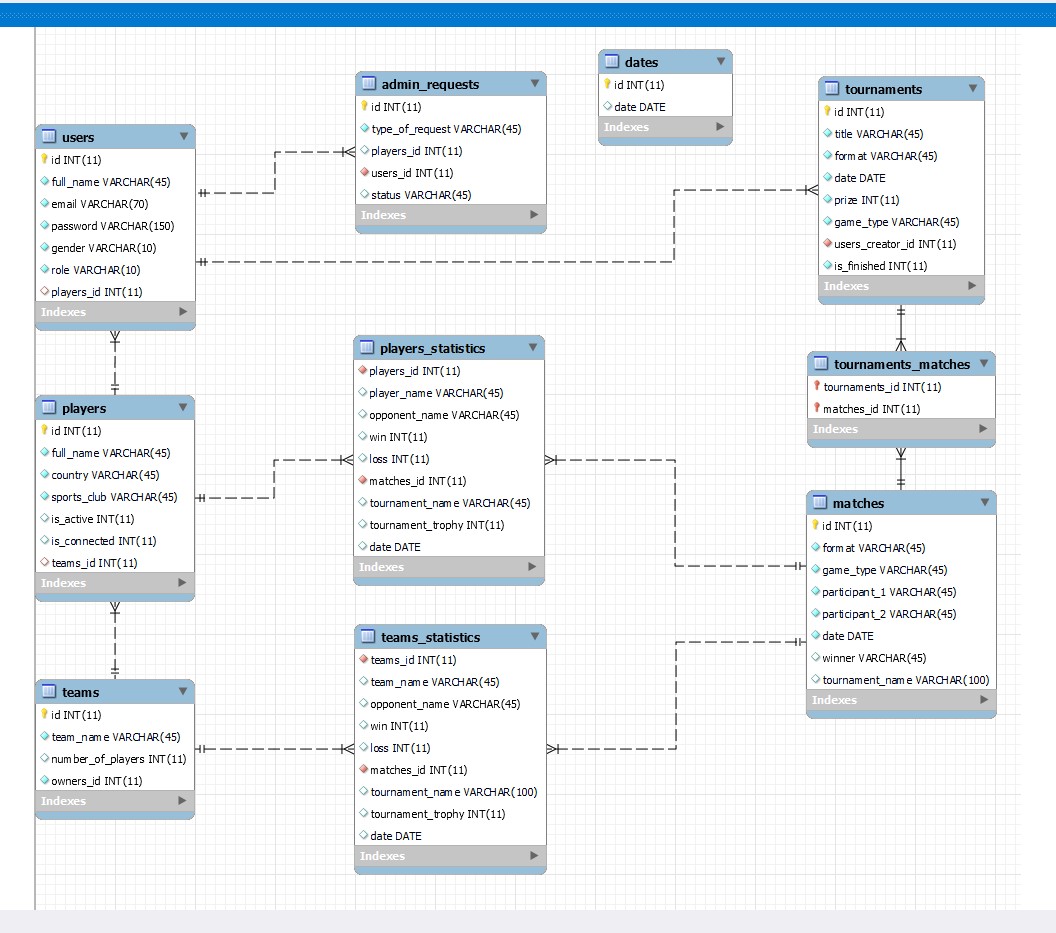 users
id INT(11)
full_name VARCHAR(45)
email VARCHAR(70)
password VARCHAR(150)
gender VARCHAR(10)
role VARCHAR(10)
players_id INT(11)
Indexes
admin_requests
id INT(11)
type_of_request VARCHAR(45)
players_id INT(11)
users_id INT(11)
status VARCHAR(45)
Indexes
dates
id INT(11)
date DATE
Indexes
tournaments
id INT(11)
title VARCHAR(45)
format VARCHAR(45)
date DATE
prize INT(11)
game_type VARCHAR(45)
users_creator_id INT(11)
is_finished INT(11)
Indexes
players
id INT(11)
full_name VARCHAR(45)
country VARCHAR(45)
sports_club VARCHAR(45)
is_active INT(11)
is_connected INT(11)
teams_id INT(11)
Indexes
players_statistics
players_id INT(11)
player_name VARCHAR(45)
opponent_name VARCHAR(45)
win INT(11)
loss INT(11)
matches_id INT(11)
tournament_name VARCHAR(45)
tournament_trophy INT(11)
date DATE
Indexes
tournaments_matches
tournaments_id INT(11)
matches_id INT(11)
Indexes
matches
id INT(11)
format VARCHAR(45)
game_type VARCHAR(45)
participant_1 VARCHAR(45)
participant_2 VARCHAR(45)
date DATE
winner VARCHAR(45)
tournament_name VARCHAR(100)
Indexes
teams
id INT(11)
team_name VARCHAR(45)
number_of_players INT(11)
owners_id INT(11)
Indexes
teams_statistics
teams_id INT(11)
team_name VARCHAR(45)
opponent_name VARCHAR(45)
win INT(11)
loss INT(11)
matches_id INT(11)
tournament_name VARCHAR(100)
tournament_trophy INT(11)
date DATE
Indexes